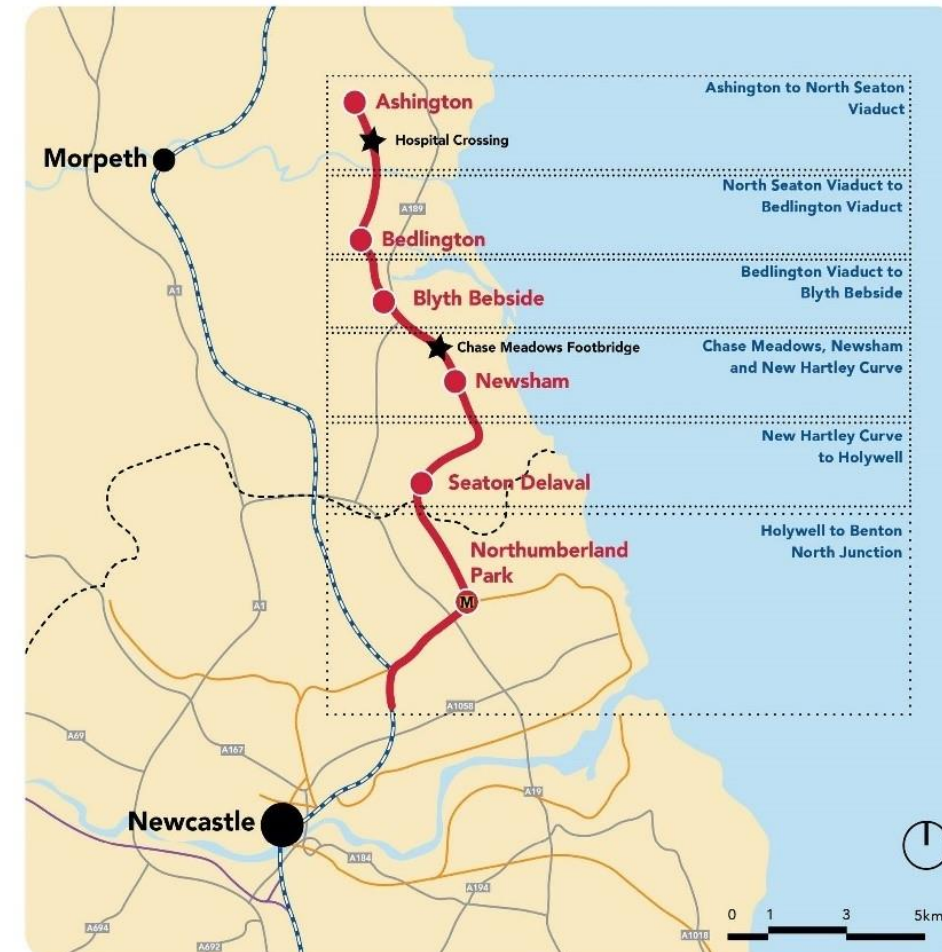 Ashington to North Seaton
Viaduct
Ashington
Hospital Crossing
Morpeth
North Seaton Viaduct to
Bedlington Viaduct
A189
Bedlington
Bedlington Viaduct to
Blyth Bebside
A1
Blyth Bebside
Chase Meadows Footbridge
Chase Meadows, Newsham
and New Hartley Curve
Newsham
New Hartley Curve
to Holywell
Seaton Delaval
Holywell to Benton
North Junction
Northumberland
Park
M
A1
A1058
A69
A167
A19
Newcastle
A184
A194
A694
A692
A1018
0 1 3 5km